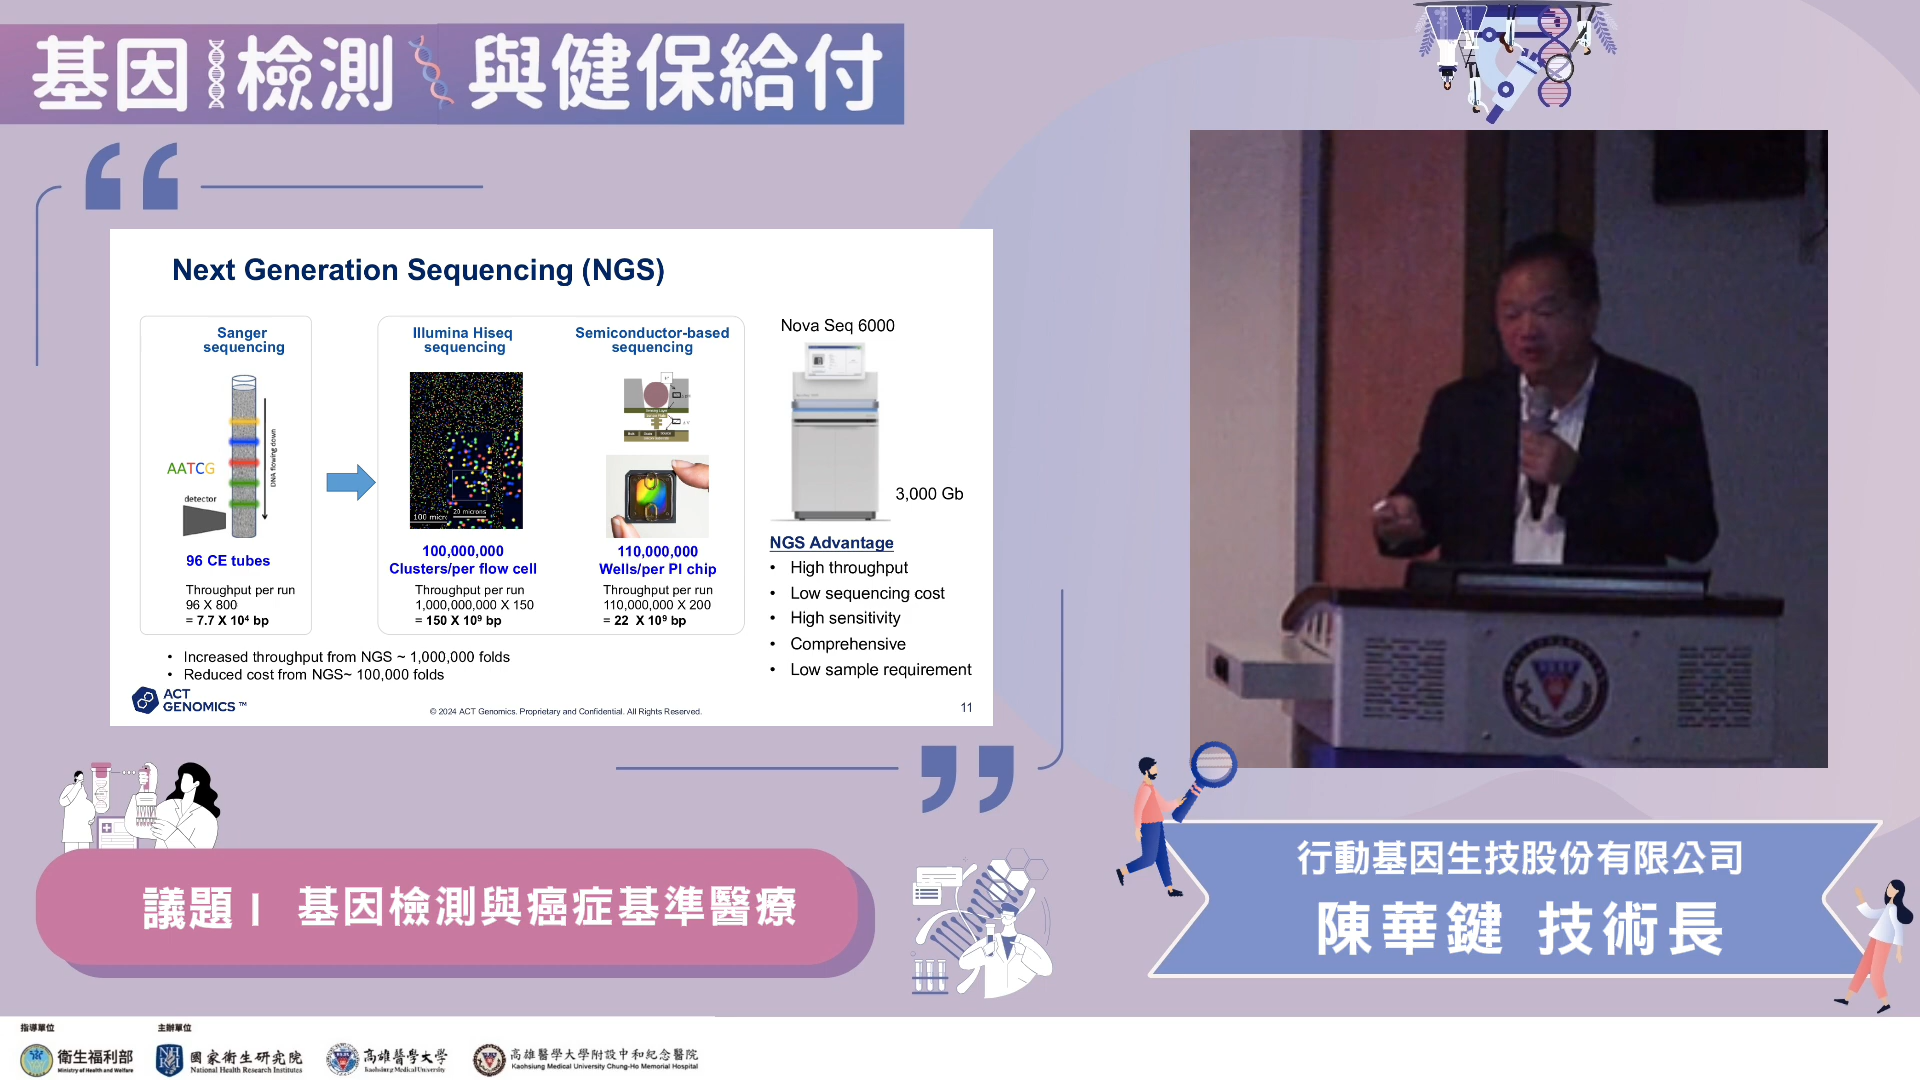 基因檢測與健保給付
Next Generation Sequencing (NGS)
Sanger
sequencing
AATCG
detector
DNA flowing down
96 CE tubes
Throughput per run
96 X 800
= 7.7 X 10⁴ bp
Illumina Hiseq
sequencing
20 microns
100,000,000
Clusters/per flow cell
Throughput per run
1,000,000,000 X 150
= 150 X 10⁹ bp
Semiconductor-based
sequencing
110,000,000
Wells/per PI chip
Throughput per run
110,000,000 X 200
= 22 X 10⁹ bp
Nova Seq 6000
3,000 Gb
NGS Advantage
• High throughput
• Low sequencing cost
• High sensitivity
• Comprehensive
• Low sample requirement
• Increased throughput from NGS ~ 1,000,000 folds
• Reduced cost from NGS~ 100,000 folds
ACT
GENOMICS ™
© 2024 ACT Genomics. Proprietary and Confidential. All Rights Reserved.
11
議題 I 基因檢測與癌症基準醫療
行動基因生技股份有限公司
陳華鍵 技術長
指導單位
衛生福利部
Ministry of Health and Welfare
主辦單位
國家衛生研究院
National Health Research Institutes
高雄醫學大學
Kaohsiung Medical University
高雄醫學大學附設中和紀念醫院
Kaohsiung Medical University Chung-Ho Memorial Hospital